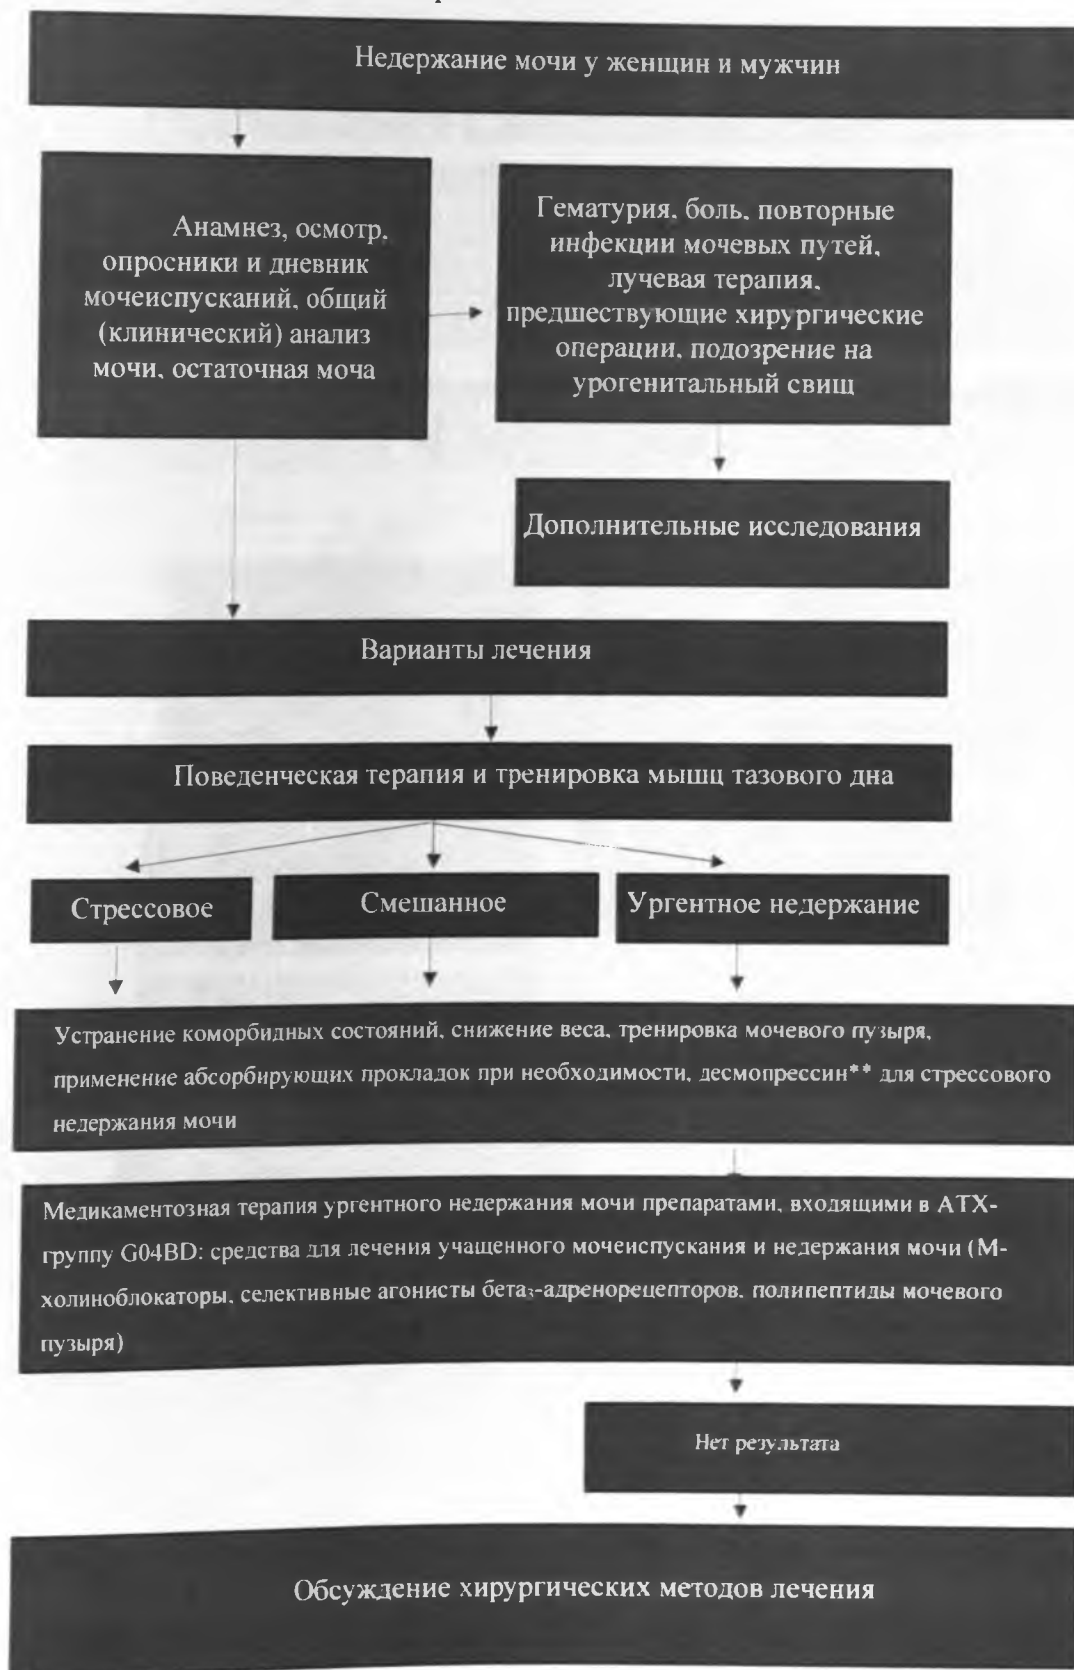 Недержание мочи у женщин и мужчин
Анамнез, осмотр,
опросники и дневник
мочеиспусканий, общий
(клинический) анализ
мочи, остаточная моча
Гематурия, боль, повторные
инфекции мочевых путей,
лучевая терапия,
предшествующие хирургические
операции, подозрение на
урогенитальный свищ
Дополнительные исследования
Варианты лечения
Поведенческая терапия и тренировка мышц тазового дна
Стрессовое
Смешанное
Ургентное недержание
Устранение коморбидных состояний, снижение веса, тренировка мочевого пузыря,
применение абсорбирующих прокладок при необходимости, десмопрессин** для стрессового
недержания мочи
Медикаментозная терапия ургентного недержания мочи препаратами, входящими в АТХ-
группу G04BD: средства для лечения учащенного мочеиспускания и недержания мочи (М-
холиноблокаторы, селективные агонисты бета₃-адренорецепторов, полипептиды мочевого
пузыря)
Нет результата
Обсуждение хирургических методов лечения